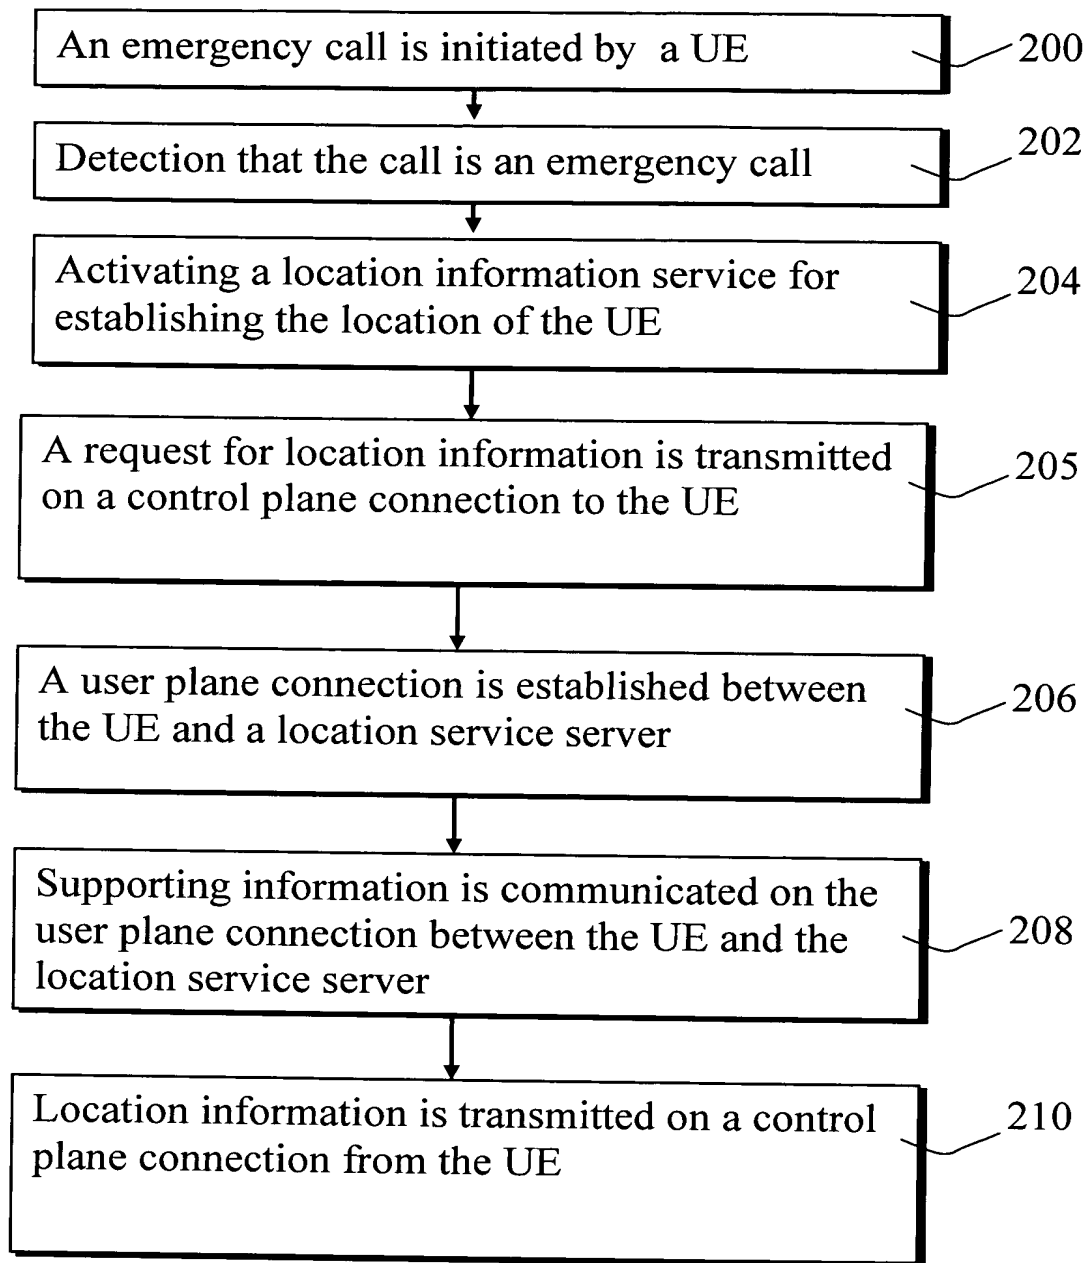 An emergency call is initiated by a UE
200
Detection that the call is an emergency call
202
Activating a location information service for
establishing the location of the UE
204
A request for location information is transmitted
on a control plane connection to the UE
205
A user plane connection is established between
the UE and a location service server
206
Supporting information is communicated on the
user plane connection between the UE and the
location service server
208
Location information is transmitted on a control
plane connection from the UE
210